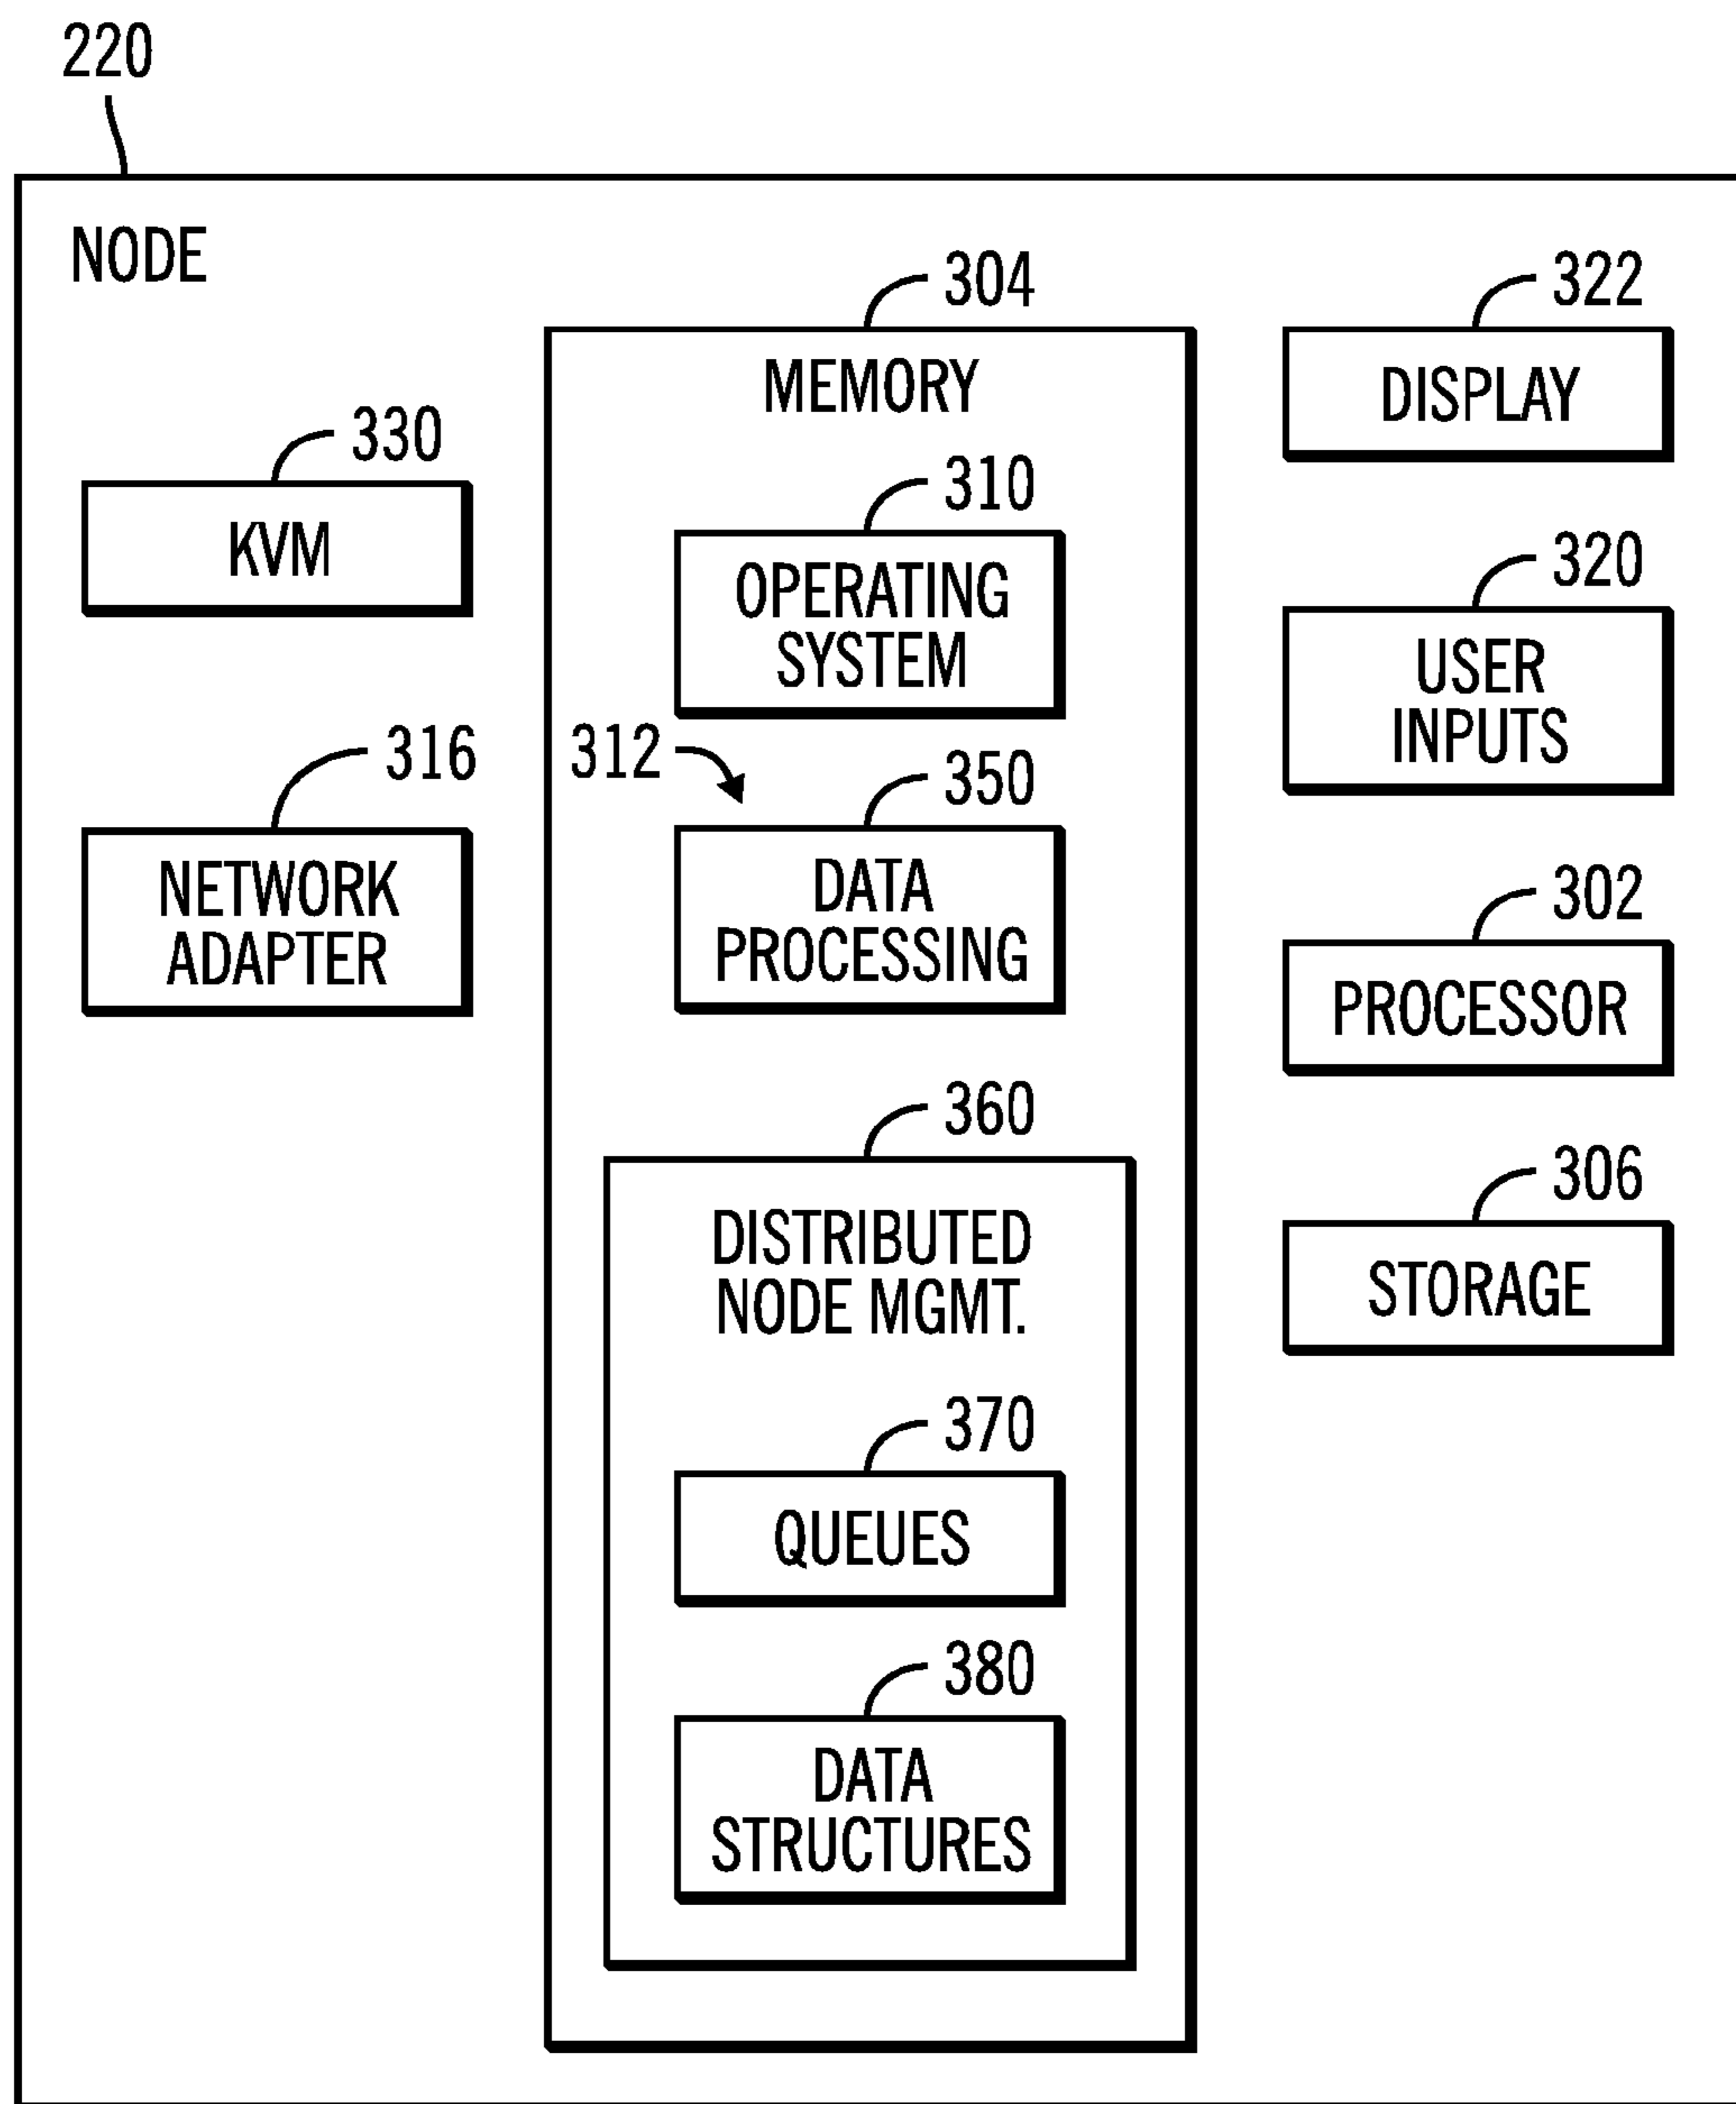 220
NODE
304
MEMORY
322
DISPLAY
330
KVM
310
OPERATING
SYSTEM
320
USER
INPUTS
316
NETWORK
ADAPTER
312
350
DATA
PROCESSING
302
PROCESSOR
360
DISTRIBUTED
NODE MGMT.
306
STORAGE
370
QUEUES
380
DATA
STRUCTURES